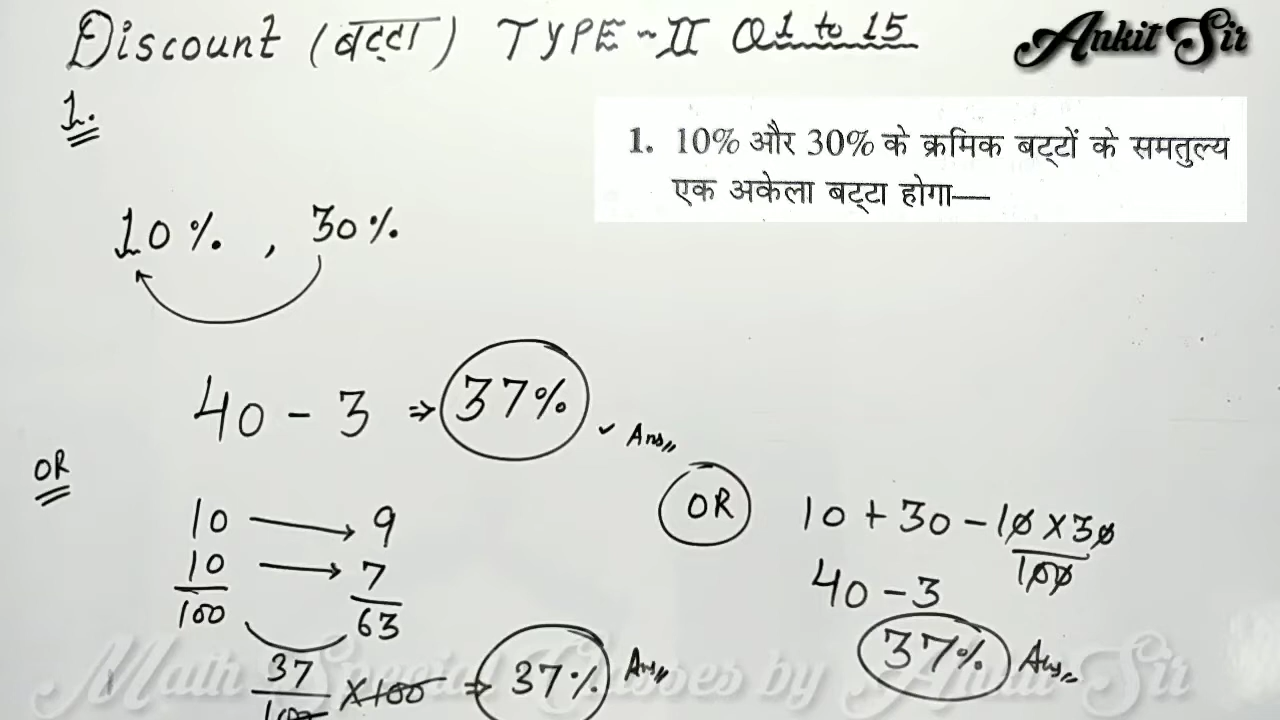 Discount (बट्टा) TYPE-II Q1 to 15
Ankit Sir
1.
1. 10% और 30% के क्रमिक बट्टों के समतुल्य
एक अकेला बट्टा होगा—
10% , 30%
40 - 3 ⇒ 37% ✓ Ans,,
OR
10 → 9
10 → 7
100 63
37/100 × 100 ⇒ 37% Ans,,
OR
10 + 30 - 10 × 30
100
40 - 3
37% Ans,,
Math Special Classes by Ankit Sir